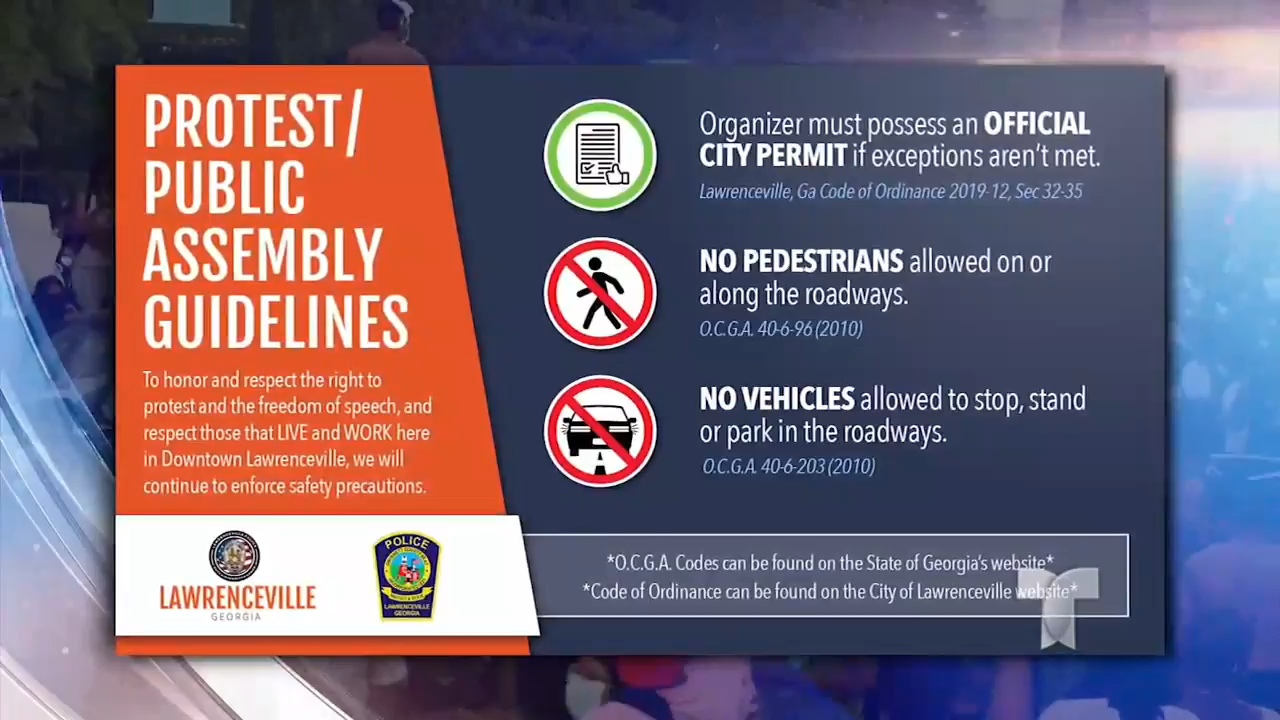 PROTEST/
PUBLIC
ASSEMBLY
GUIDELINES
To honor and respect the right to
protest and the freedom of speech, and
respect those that LIVE and WORK here
in Downtown Lawrenceville, we will
continue to enforce safety precautions.
LAWRENCEVILLE
GEORGIA
POLICE
LAWRENCEVILLE
GEORGIA
Organizer must possess an OFFICIAL
CITY PERMIT if exceptions aren't met.
Lawrenceville, Ga Code of Ordinance 2019-12, Sec 32-35
NO PEDESTRIANS allowed on or
along the roadways.
O.C.G.A. 40-6-96 (2010)
NO VEHICLES allowed to stop, stand
or park in the roadways.
O.C.G.A. 40-6-203 (2010)
*O.C.G.A. Codes can be found on the State of Georgia's website*
*Code of Ordinance can be found on the City of Lawrenceville website*